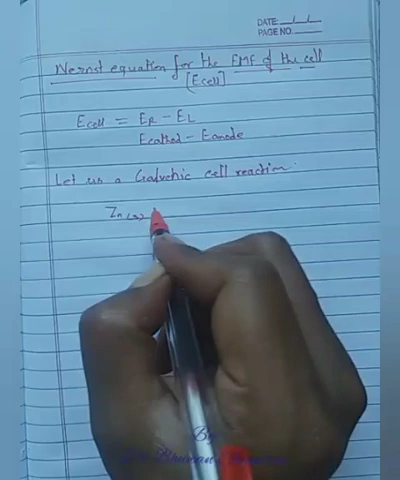 DATE: / /
PAGE NO.
Nernst equation for the EMF of the cell
[Ecell]
Ecell = ER - EL
Ecathod - Eanode
Let us a Galvehic cell reaction.
Zn(s)
By